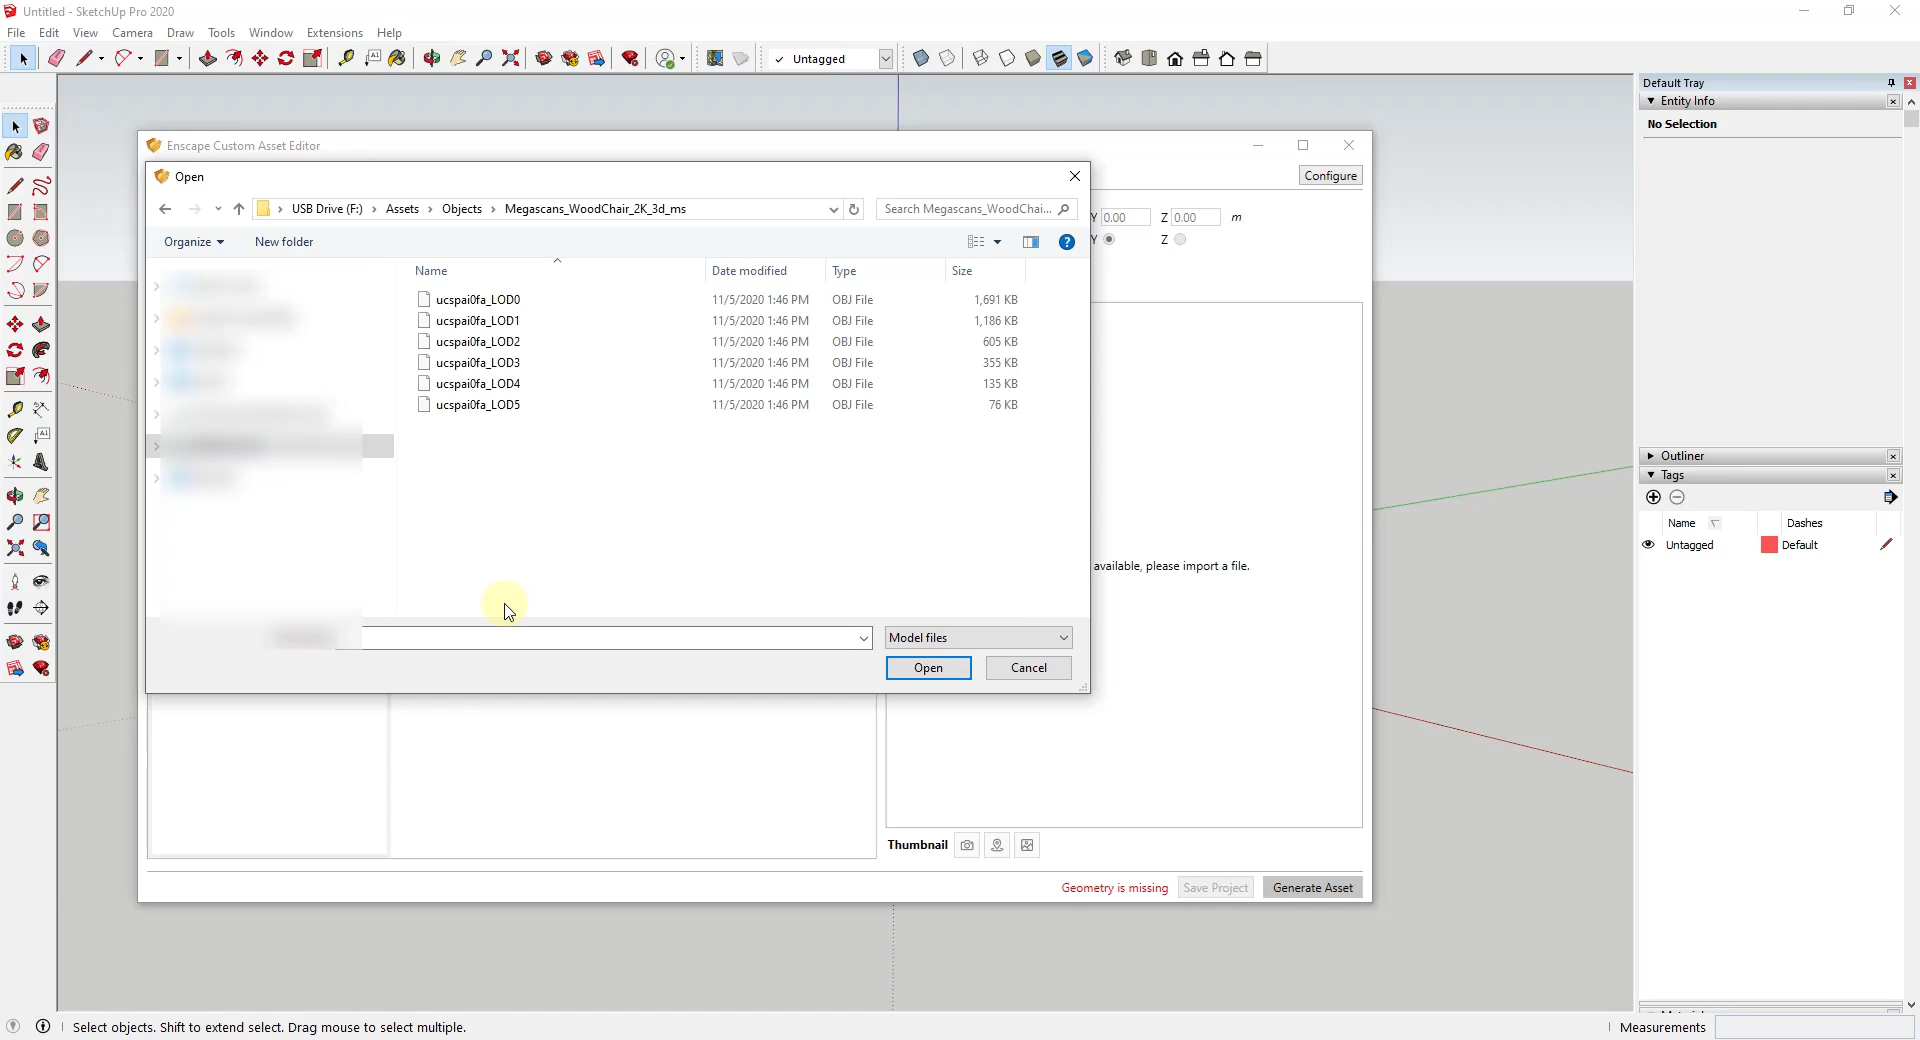 Untitled - SketchUp Pro 2020
File Edit View Camera Draw Tools Window Extensions Help
Untagged
Default Tray
Entity Info
No Selection
Enscape Custom Asset Editor
Open
Configure
USB Drive (F:) > Assets > Objects > Megascans_WoodChair_2K_3d_ms
Search Megascans_WoodChai...
Y 0.00 Z 0.00 m
Y Z
Organize New folder
Name Date modified Type Size
ucspai0fa_LOD0 11/5/2020 1:46 PM OBJ File 1,691 KB
ucspai0fa_LOD1 11/5/2020 1:46 PM OBJ File 1,186 KB
ucspai0fa_LOD2 11/5/2020 1:46 PM OBJ File 605 KB
ucspai0fa_LOD3 11/5/2020 1:46 PM OBJ File 355 KB
ucspai0fa_LOD4 11/5/2020 1:46 PM OBJ File 135 KB
ucspai0fa_LOD5 11/5/2020 1:46 PM OBJ File 76 KB
Outliner
Tags
Name Dashes
Untagged Default
available, please import a file.
Model files
Open Cancel
Thumbnail
Geometry is missing Save Project Generate Asset
Select objects. Shift to extend select. Drag mouse to select multiple.
Measurements